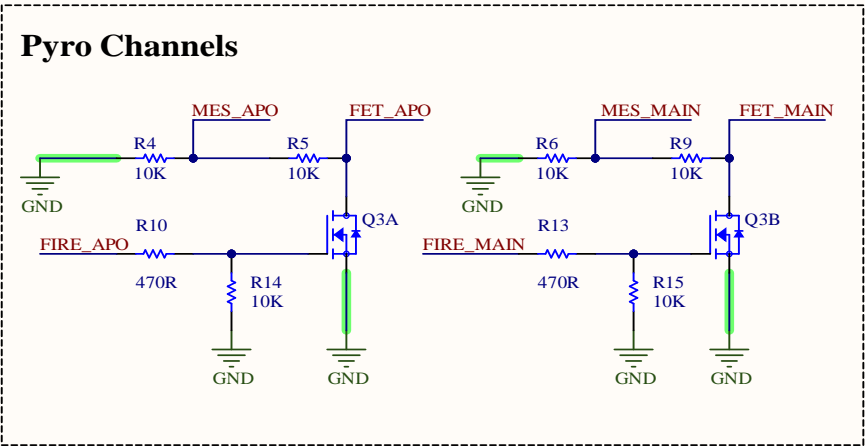 Pyro Channels
MES_APO FET_APO MES_MAIN FET_MAIN
R4 R5 R6 R9
10K 10K 10K 10K
GND GND
R10 Q3A R13 Q3B
FIRE_APO FIRE_MAIN
470R R14 470R R15
10K 10K
GND GND GND GND